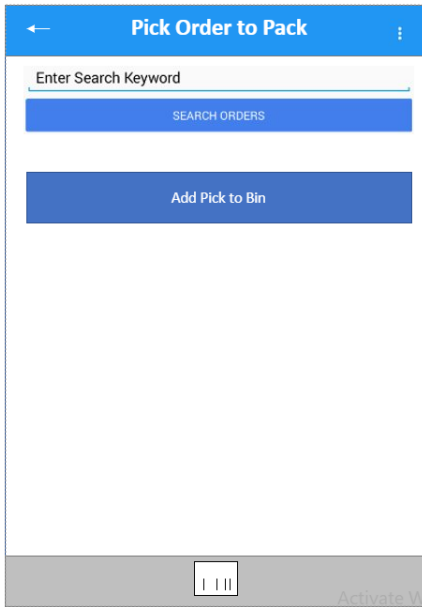 Pick Order to Pack
Enter Search Keyword
SEARCH ORDERS
Add Pick to Bin
Activate W